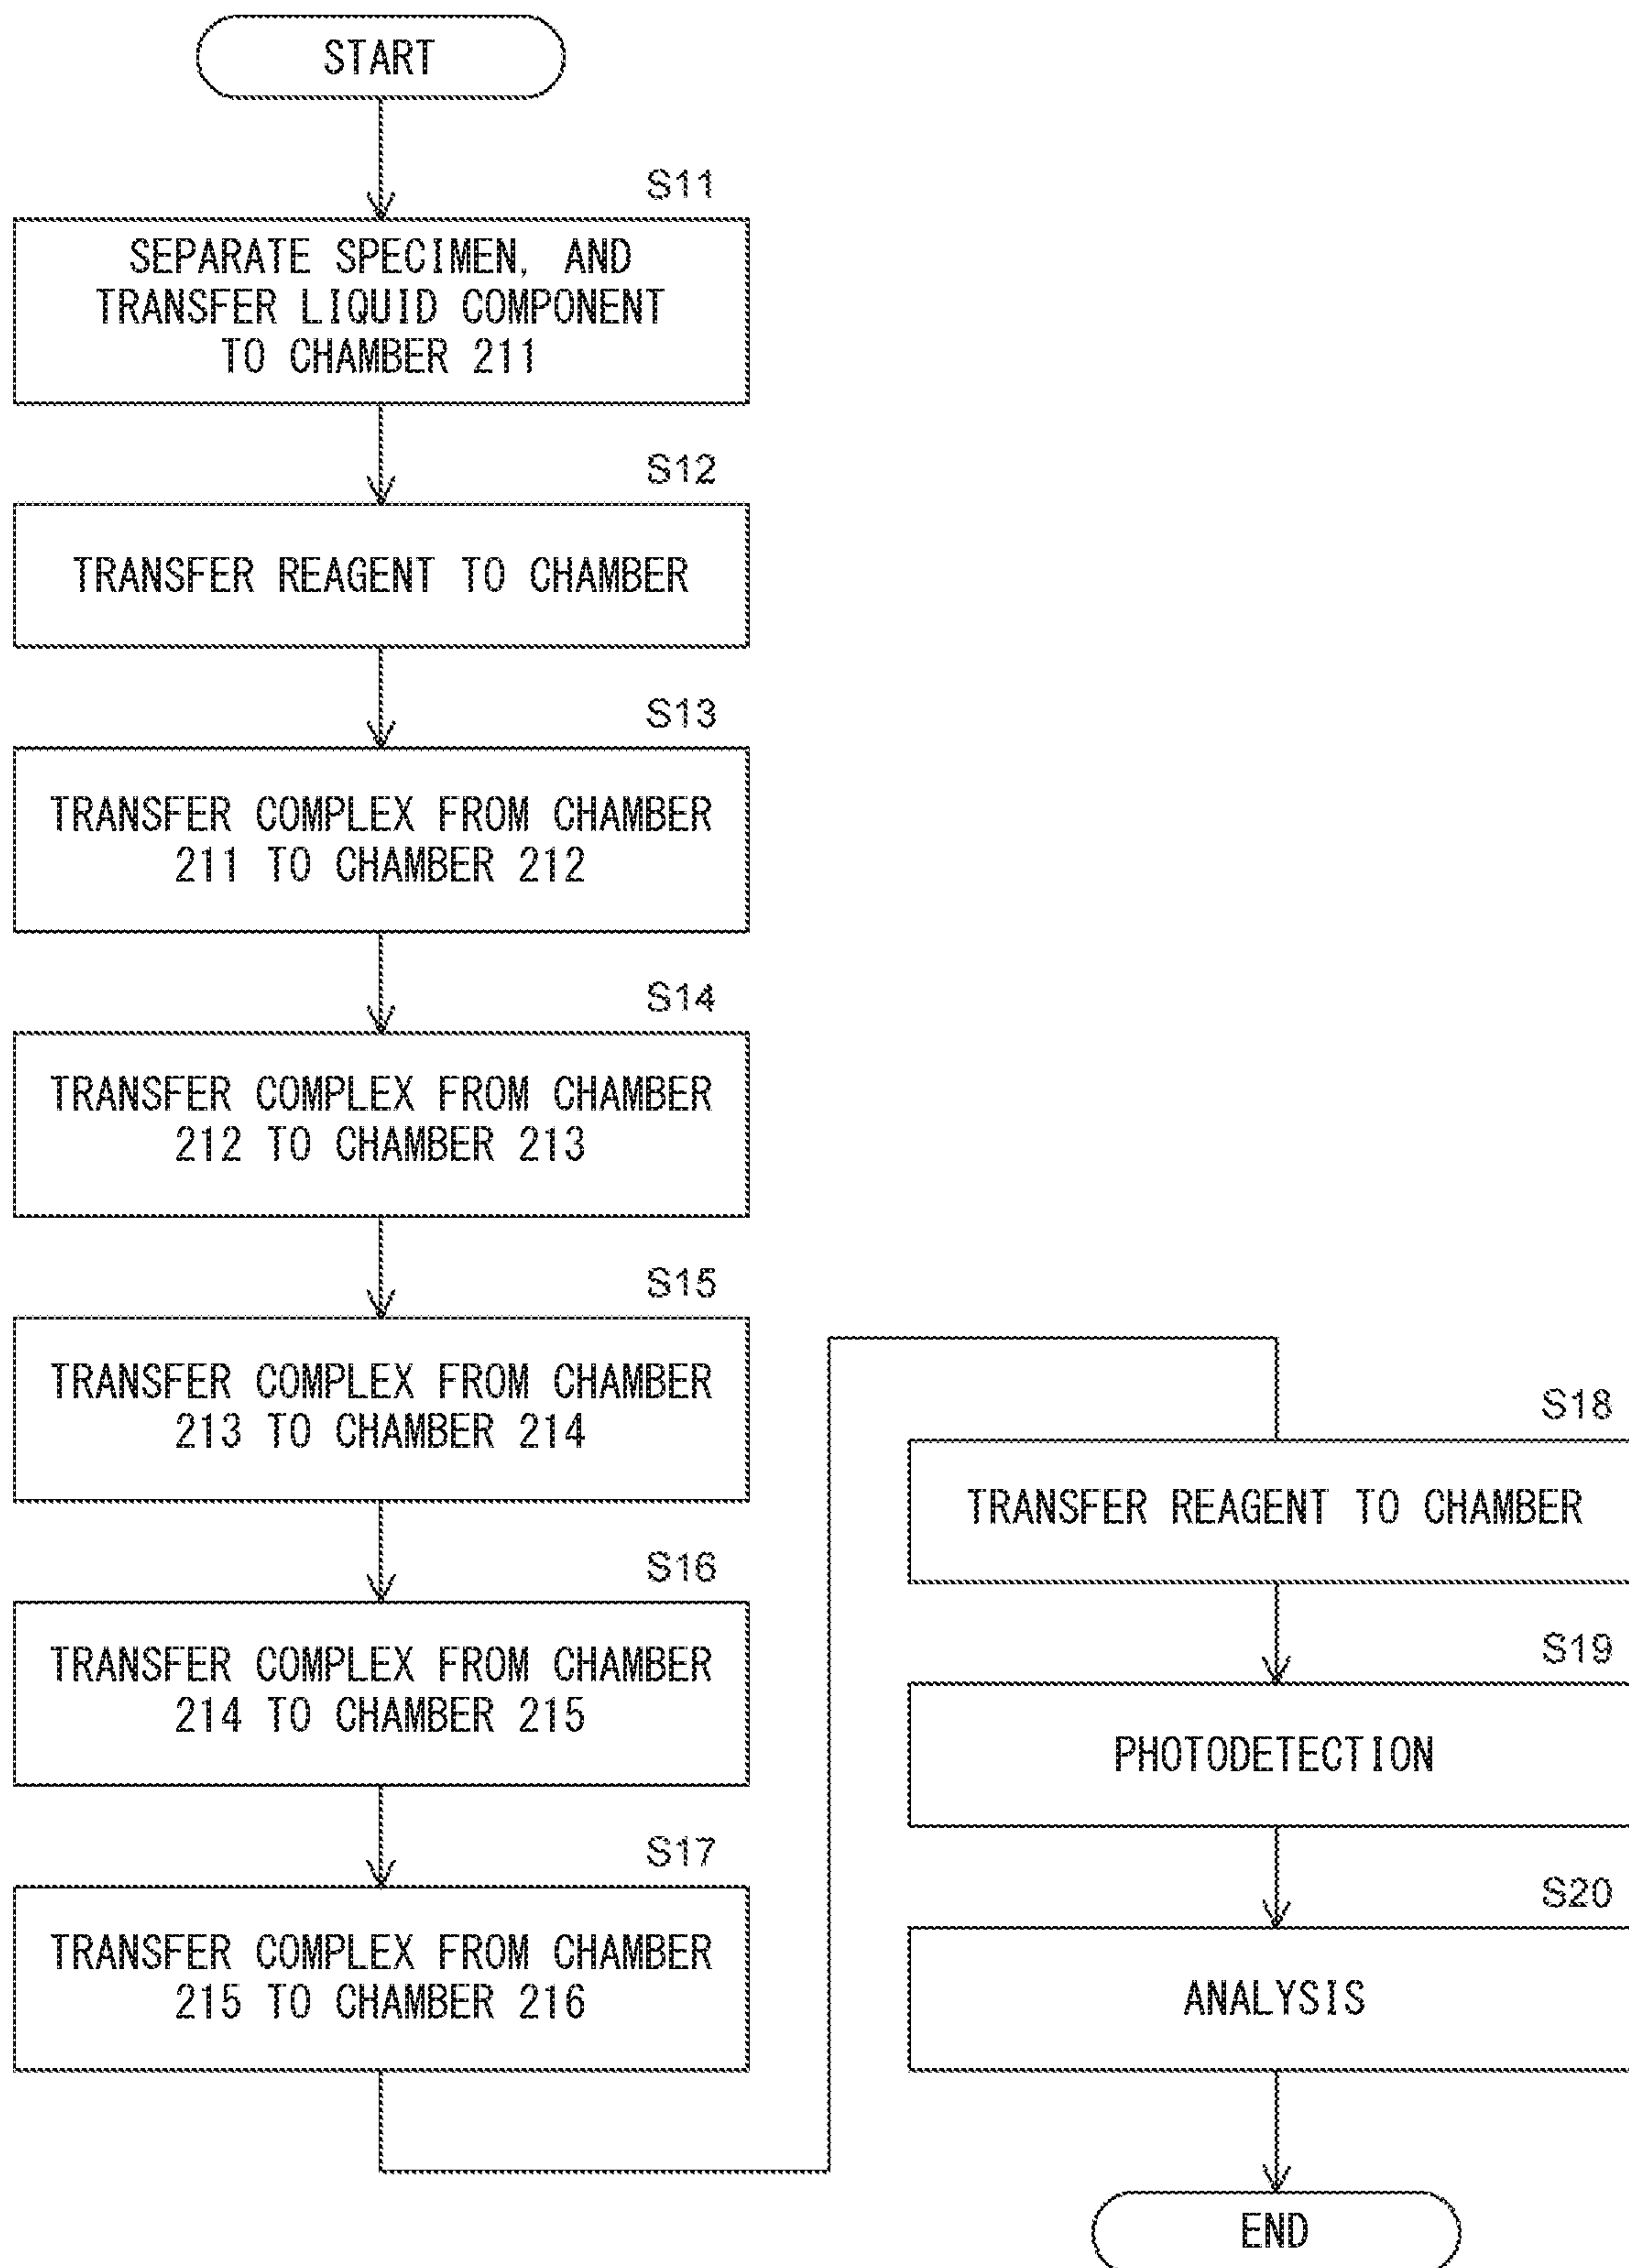 START
S11
SEPARATE SPECIMEN, AND
TRANSFER LIQUID COMPONENT
TO CHAMBER 211
S12
TRANSFER REAGENT TO CHAMBER
S13
TRANSFER COMPLEX FROM CHAMBER
211 TO CHAMBER 212
S14
TRANSFER COMPLEX FROM CHAMBER
212 TO CHAMBER 213
S15
TRANSFER COMPLEX FROM CHAMBER
213 TO CHAMBER 214
S16
TRANSFER COMPLEX FROM CHAMBER
214 TO CHAMBER 215
S17
TRANSFER COMPLEX FROM CHAMBER
215 TO CHAMBER 216
S18
TRANSFER REAGENT TO CHAMBER
S19
PHOTODETECTION
S20
ANALYSIS
END